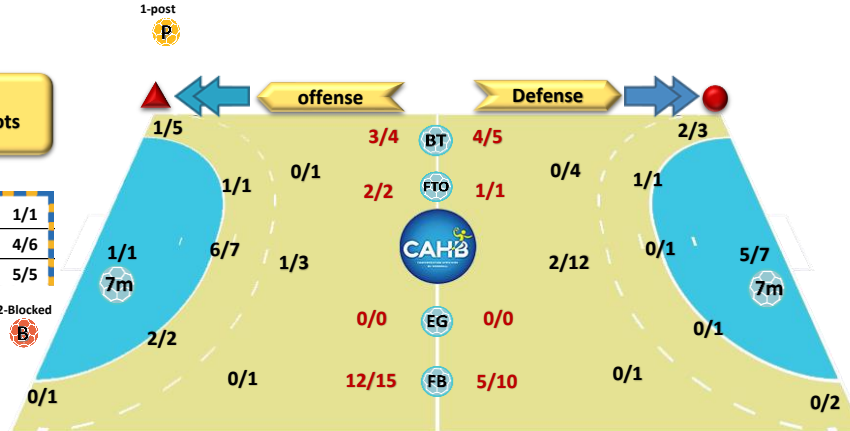 1-post
P
offense
Defense
ots
1/5
3/4
BT
4/5
2/3
1/1
0/1
2/2
FTO
1/1
0/4
1/1
1/1
4/6
5/5
1/1
7m
6/7
1/3
CAHB
2/12
0/1
5/7
7m
2-Blocked
B
2/2
0/0
EG
0/0
0/1
0/1
0/1
12/15
FB
5/10
0/1
0/2